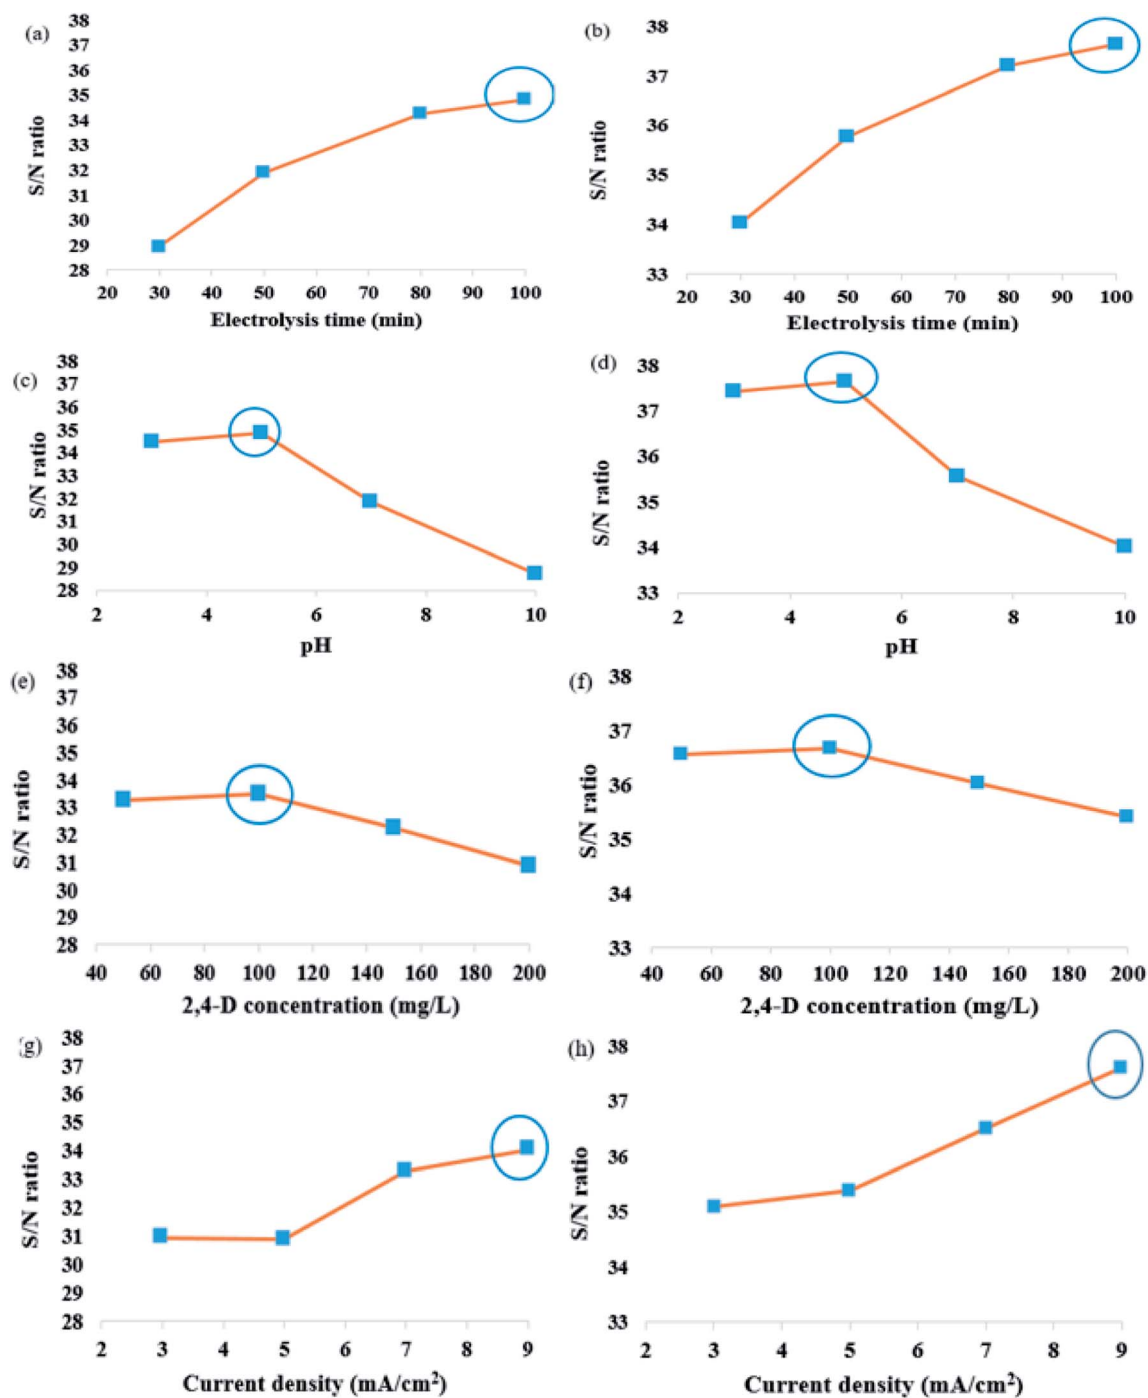 (a)
38
37
36
35
34
33
32
31
30
29
28
S/N ratio
20 30 40 50 60 70 80 90 100
Electrolysis time (min)
(b)
38
37
36
35
34
33
S/N ratio
20 30 40 50 60 70 80 90 100
Electrolysis time (min)
(c)
38
37
36
35
34
33
32
31
30
29
28
S/N ratio
2 4 6 8 10
pH
(d)
38
37
36
35
34
33
S/N ratio
2 4 6 8 10
pH
(e)
38
37
36
35
34
33
32
31
30
29
28
S/N ratio
40 60 80 100 120 140 160 180 200
2,4-D concentration (mg/L)
(f)
38
37
36
35
34
33
S/N ratio
40 60 80 100 120 140 160 180 200
2,4-D concentration (mg/L)
(g)
38
37
36
35
34
33
32
31
30
29
28
S/N ratio
2 3 4 5 6 7 8 9
Current density (mA/cm²)
(h)
38
37
36
35
34
33
S/N ratio
2 3 4 5 6 7 8 9
Current density (mA/cm²)